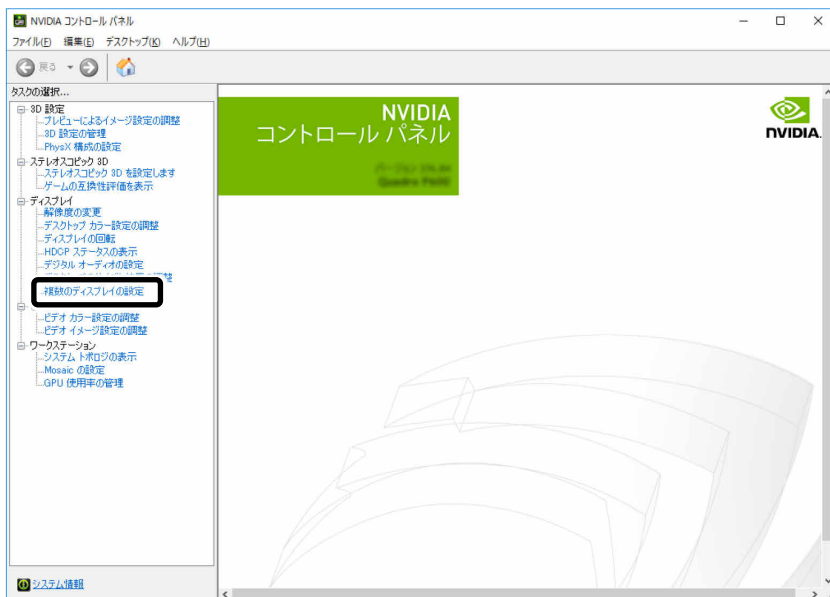 NVIDIA コントロール パネル
ファイル(F) 編集(E) デスクトップ(K) ヘルプ(H)
戻る
タスクの選択...
3D 設定
プレビューによるイメージ設定の調整
3D 設定の管理
PhysX 構成の設定
ステレオスコピック 3D
ステレオスコピック 3D を設定します
ゲームの互換性評価を表示
ディスプレイ
解像度の変更
デスクトップ カラー設定の調整
ディスプレイの回転
HDCP ステータスの表示
デジタル オーディオの設定
複数のディスプレイの設定
ビデオ カラー設定の調整
ビデオ イメージ設定の調整
ワークステーション
システム トポロジの表示
Mosaic の設定
GPU 使用率の管理
システム情報
NVIDIA
コントロール パネル
NVIDIA.